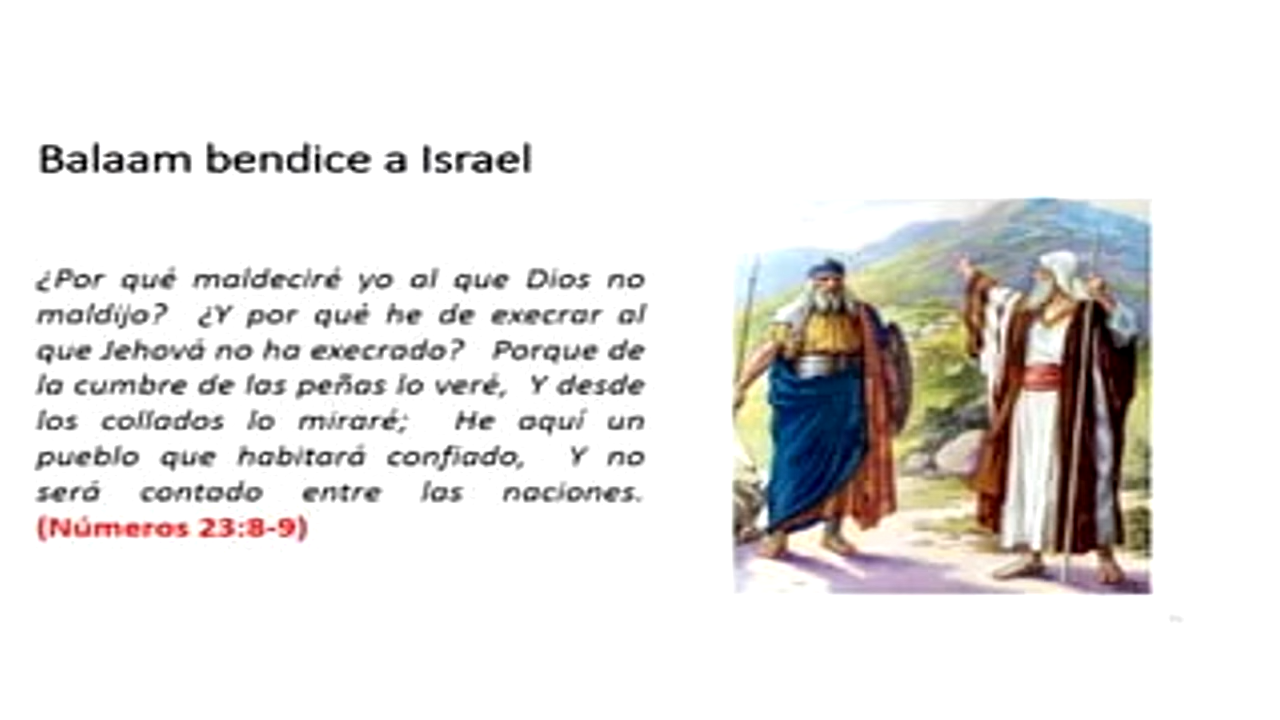 Balaam bendice a Israel
¿Por qué maldeciré yo al que Dios no
maldijo? ¿Y por qué he de execrar al
que Jehová no ha execrado? Porque de
la cumbre de las peñas lo veré, Y desde
los collados lo miraré; He aquí un
pueblo que habitará confiado, Y no
será contado entre las naciones.
(Números 23:8-9)